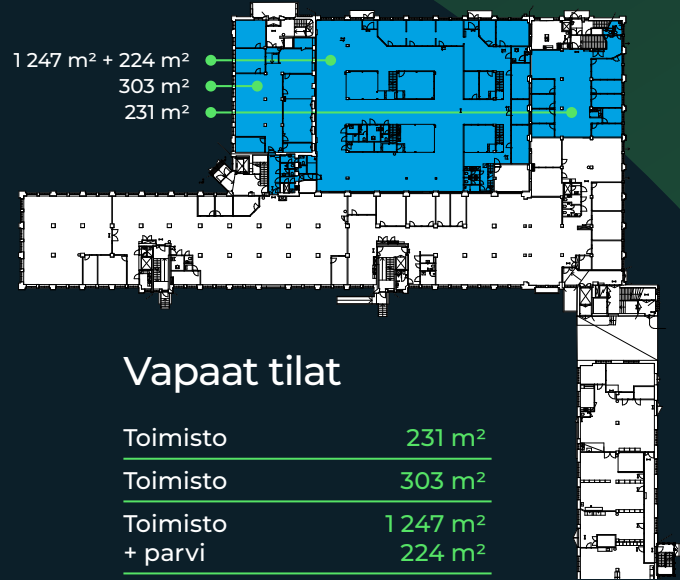 1 247 m² + 224 m²
303 m²
231 m²
Vapaat tilat
Toimisto 231 m²
Toimisto 303 m²
Toimisto 1 247 m²
+ parvi 224 m²